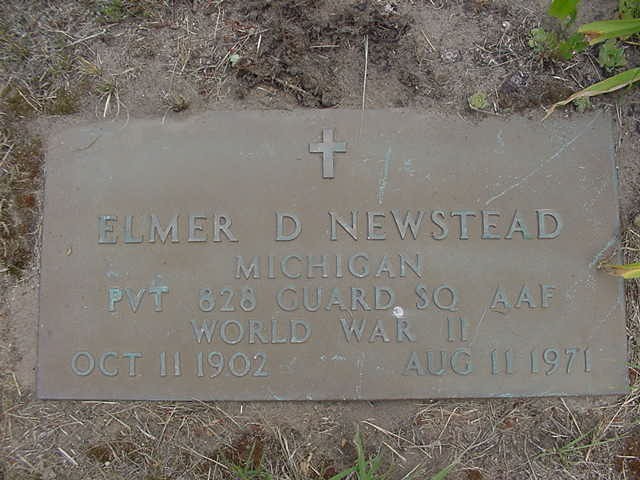 ELMER D NEWSTEAD
MICHIGAN
PVT 828 GUARD SQ AAF
WORLD WAR II
OCT 11 1902 AUG 11 1971